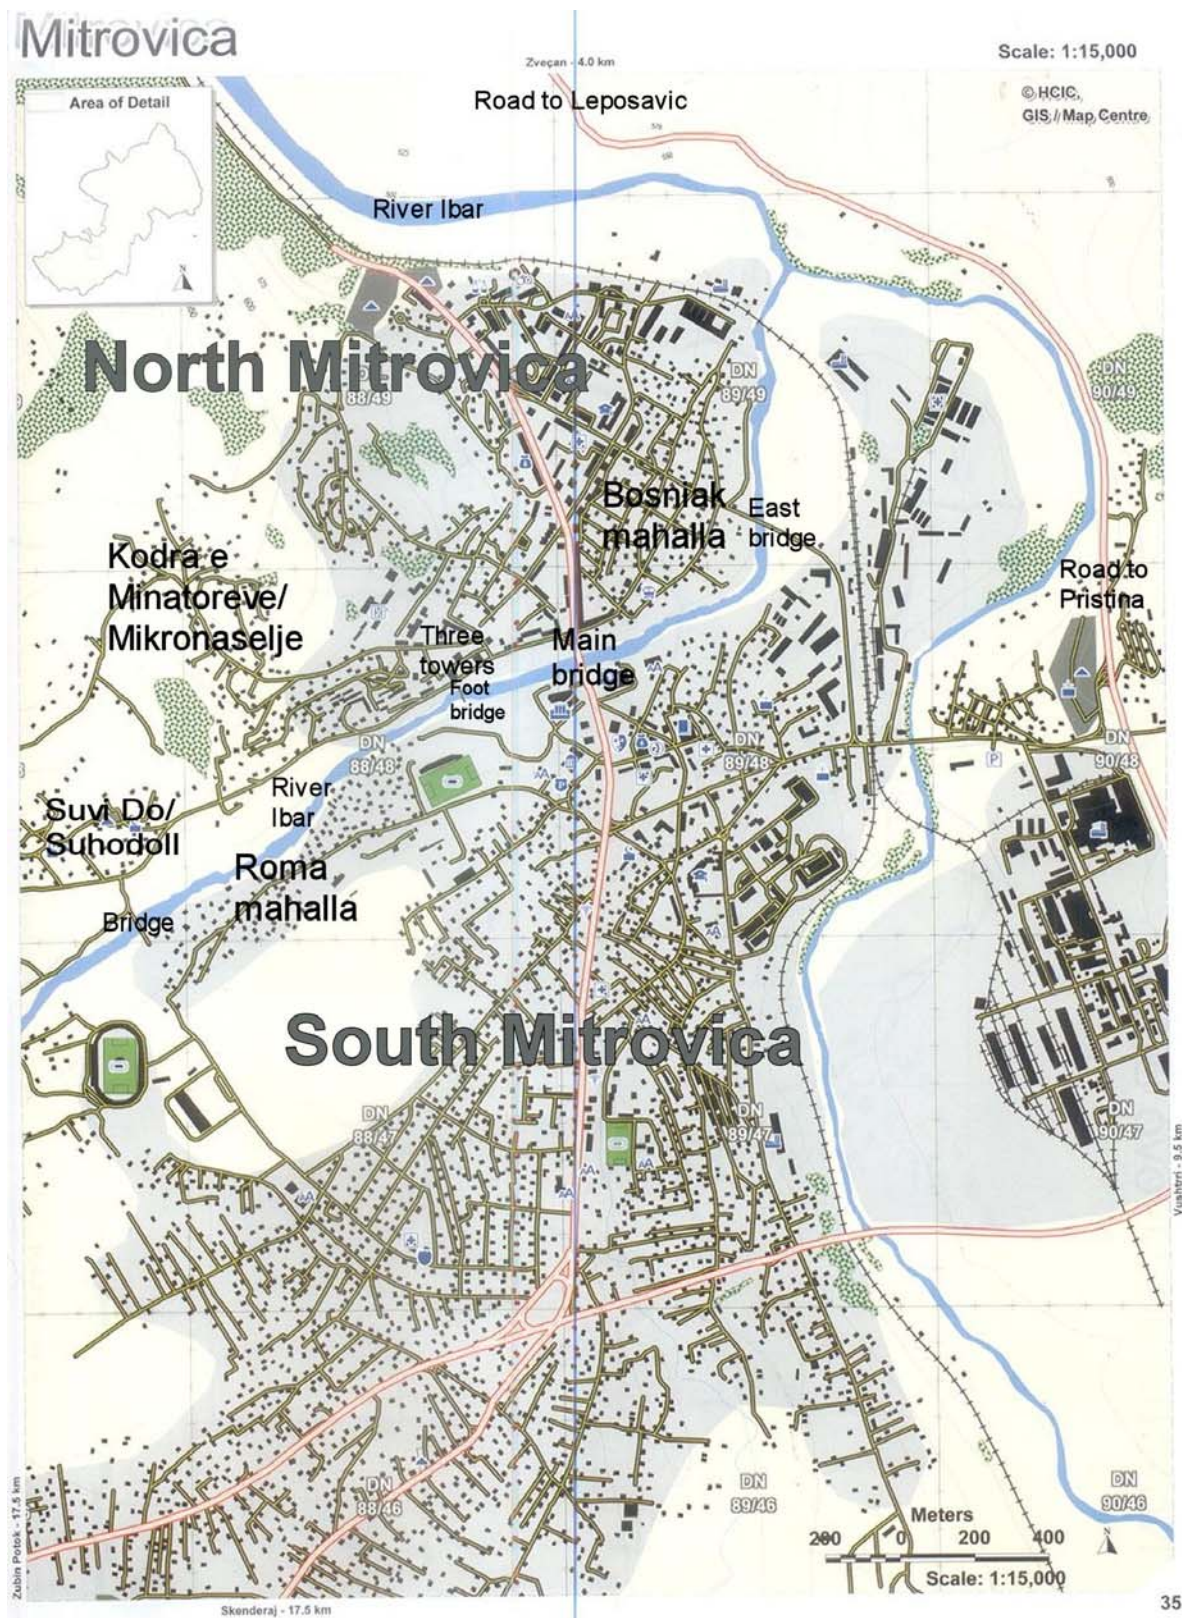 Mitrovica
Zveçan - 4.0 km
Scale: 1:15,000
Area of Detail
N
Road to Leposavic
© HCIC,
GIS / Map Centre
River Ibar
North Mitrovica
DN
88/49
DN
89/49
DN
90/49
Bosniak
mahalla
East
bridge
Kodra e
Minatoreve/
Mikronaselje
Road to
Pristina
Three
towers
Foot
bridge
Main
bridge
DN
88/48
DN
89/48
DN
90/48
P
River
Ibar
Suvi Do/
Suhodoll
Roma
mahalla
Bridge
South Mitrovica
DN
88/47
DN
89/47
DN
90/47
Vushtrri - 9.5 km
DN
88/46
DN
89/46
DN
90/46
Zubin Potok - 17.5 km
Meters
200 0 200 400
N
Scale: 1:15,000
Skenderaj - 17.5 km
35